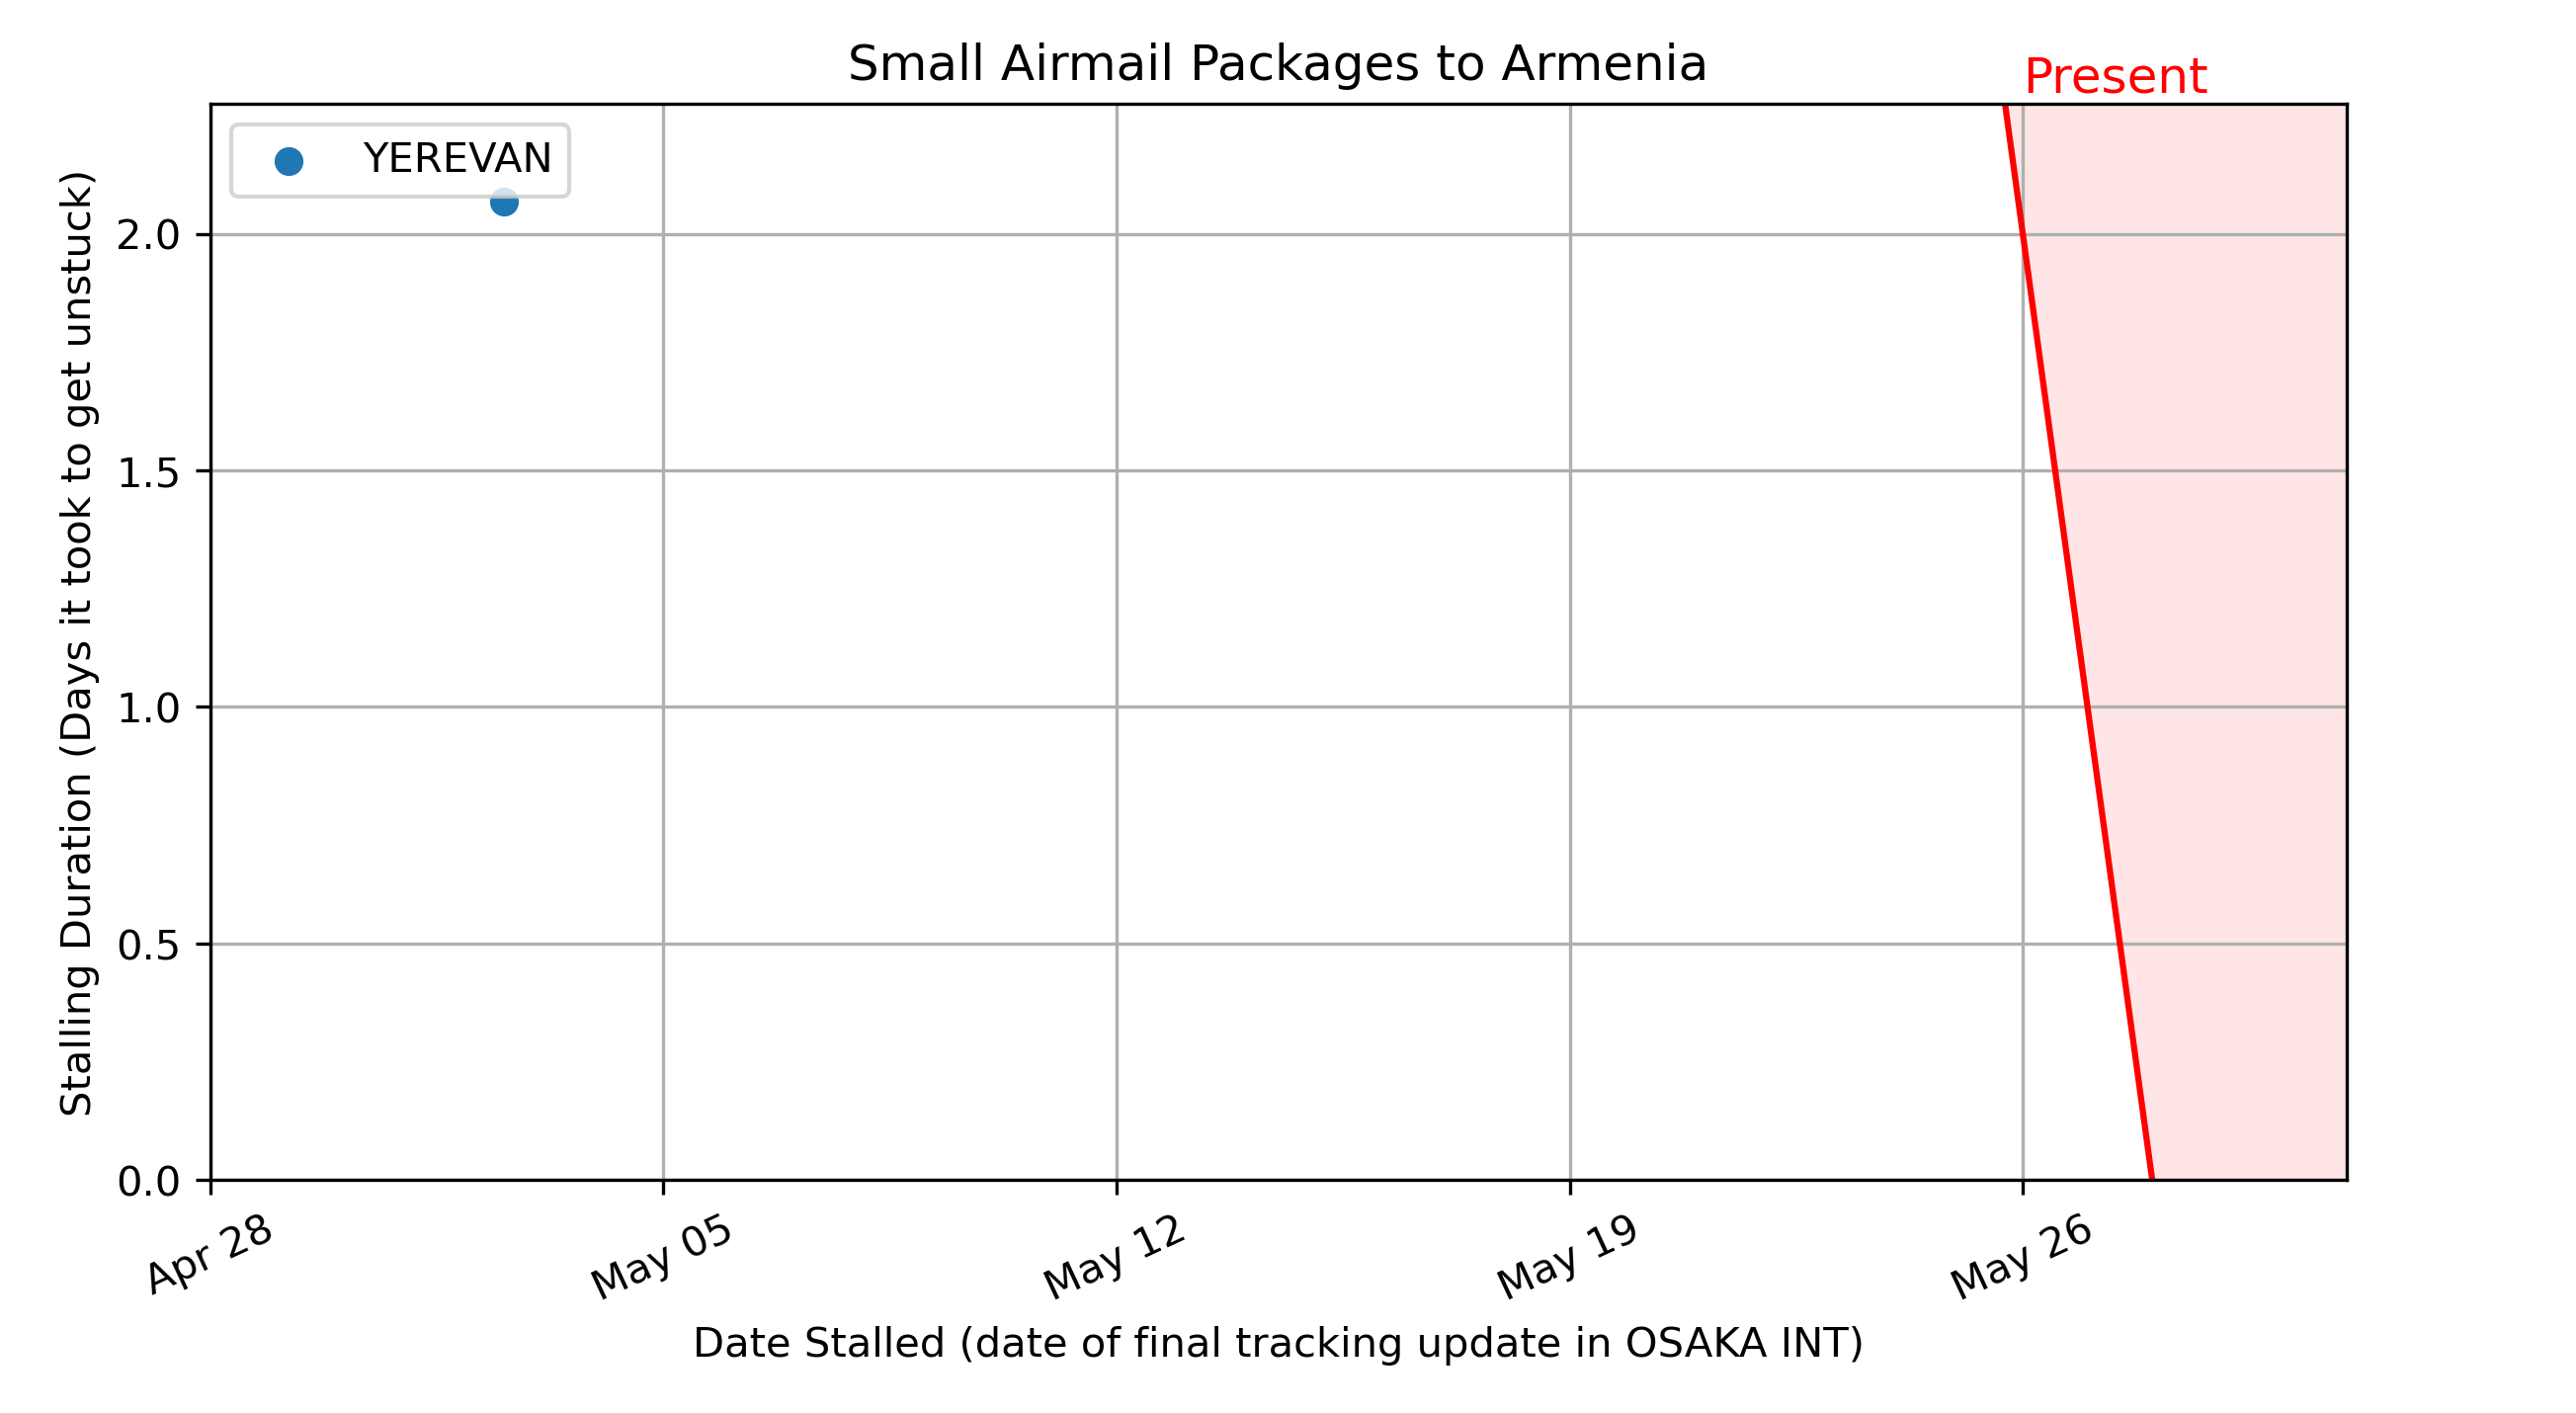 Small Airmail Packages to Armenia
Present
YEREVAN
Stalling Duration (Days it took to get unstuck)
2.0
1.5
1.0
0.5
0.0
Apr 28
May 05
May 12
May 19
May 26
Date Stalled (date of final tracking update in OSAKA INT)